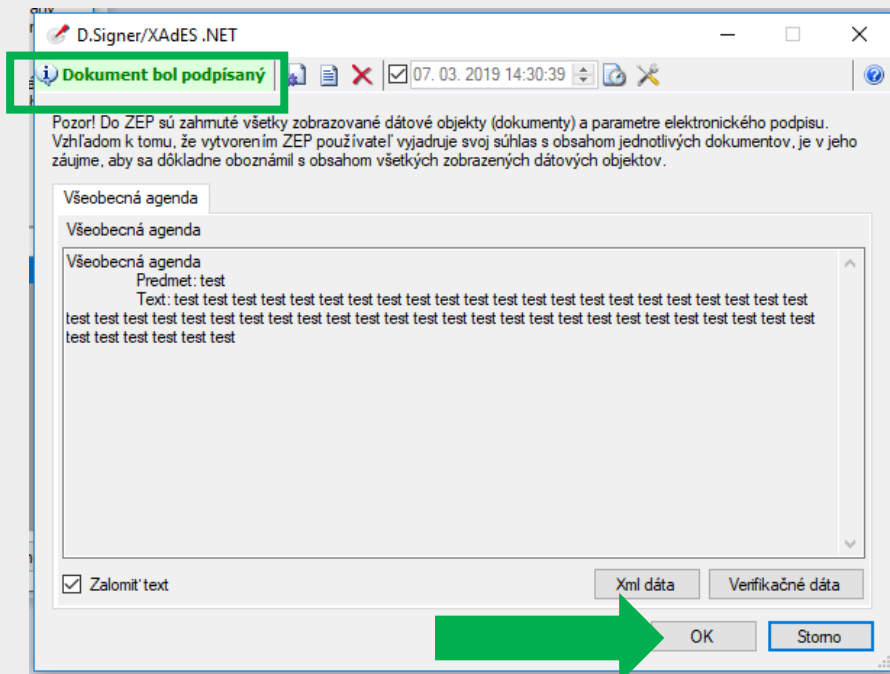 D.Signer/XAdES .NET
Dokument bol podpísaný
07. 03. 2019 14:30:39
Pozor! Do ZEP sú zahrnuté všetky zobrazované dátové objekty (dokumenty) a parametre elektronického podpisu.
Vzhľadom k tomu, že vytvorením ZEP používateľ vyjadruje svoj súhlas s obsahom jednotlivých dokumentov, je v jeho
záujme, aby sa dôkladne oboznámil s obsahom všetkých zobrazených dátových objektov.
Všeobecná agenda
Všeobecná agenda
Všeobecná agenda
Predmet: test
Text: test test test test test test test test test test test test test test test test test test test test test test
test test test test test test test test test test test test test test test test test test test test test test test test test test
test test test test test test
Zalomiť text
Xml dáta
Verifikačné dáta
OK
Storno